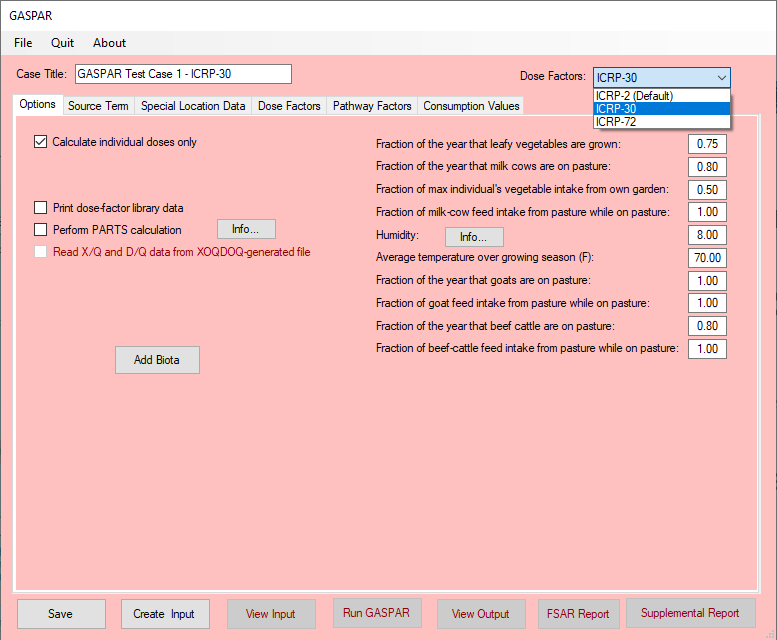 GASPAR
File Quit About
Case Title: GASPAR Test Case 1 - ICRP-30 Dose Factors: ICRP-30
ICRP-2 (Default)
ICRP-30
ICRP-72
Options Source Term Special Location Data Dose Factors Pathway Factors Consumption Values
Calculate individual doses only
Print dose-factor library data
Perform PARTS calculation Info...
Read X/Q and D/Q data from XOQDOQ-generated file
Add Biota
Fraction of the year that leafy vegetables are grown: 0.75
Fraction of the year that milk cows are on pasture: 0.80
Fraction of max individual's vegetable intake from own garden: 0.50
Fraction of milk-cow feed intake from pasture while on pasture: 1.00
Humidity: Info... 8.00
Average temperature over growing season (F): 70.00
Fraction of the year that goats are on pasture: 1.00
Fraction of goat feed intake from pasture while on pasture: 1.00
Fraction of the year that beef cattle are on pasture: 0.80
Fraction of beef-cattle feed intake from pasture while on pasture: 1.00
Save Create Input View Input Run GASPAR View Output FSAR Report Supplemental Report